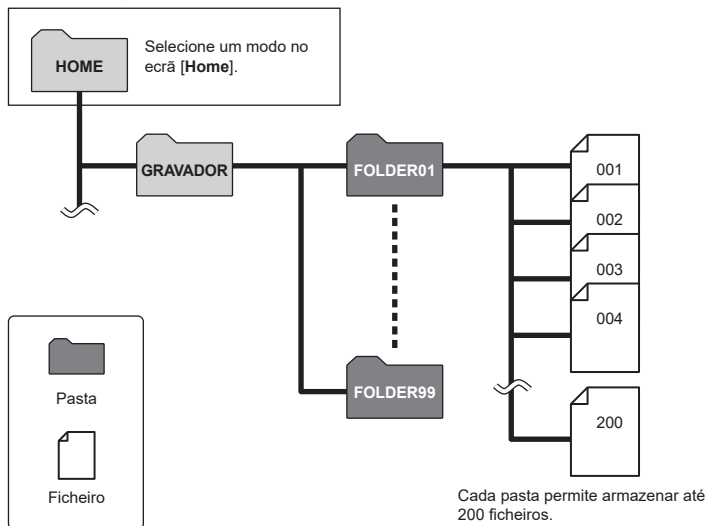 HOME
Selecione um modo no
ecrã [Home].
GRAVADOR
FOLDER01
001
002
003
004
FOLDER99
200
Pasta
Ficheiro
Cada pasta permite armazenar até
200 ficheiros.